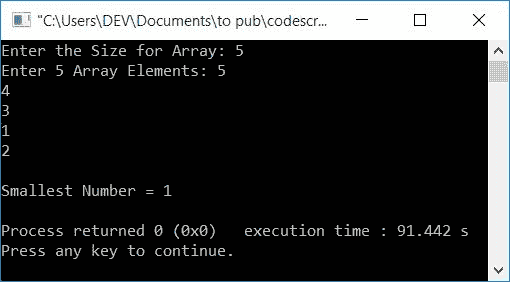 "C:\Users\DEV\Documents\to pub\codescr...
Enter the Size for Array: 5
Enter 5 Array Elements: 5
4
3
1
2
Smallest Number = 1
Process returned 0 (0x0)   execution time : 91.442 s
Press any key to continue.